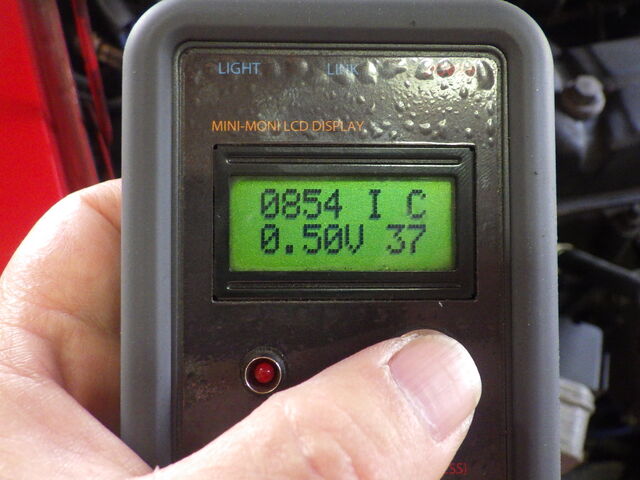 LIGHT LINK
MINI-MONI LCD DISPLAY
0854 I C
0.50V 37